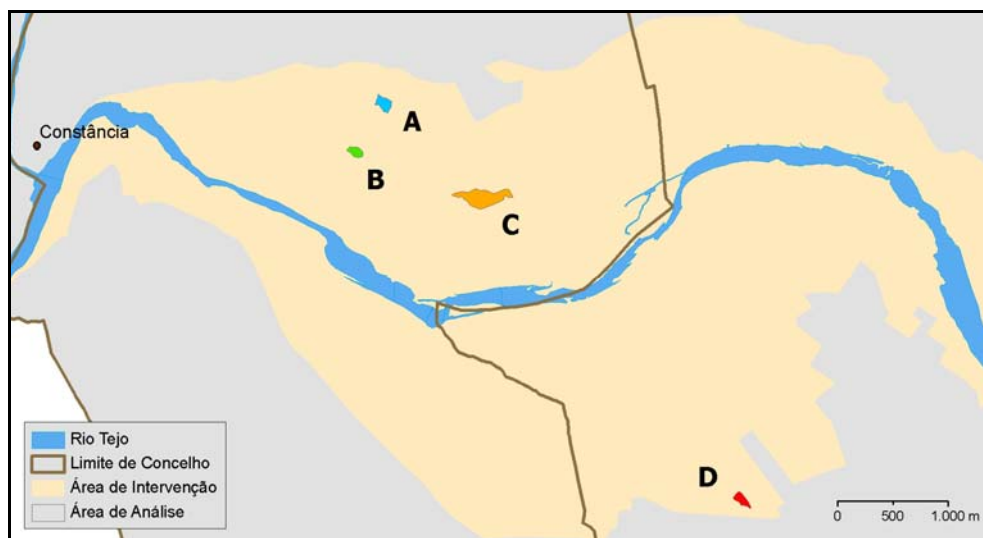 Constância
A
B
C
D
Rio Tejo
Limite de Concelho
Área de Intervenção
Área de Análise
0 500 1.000 m